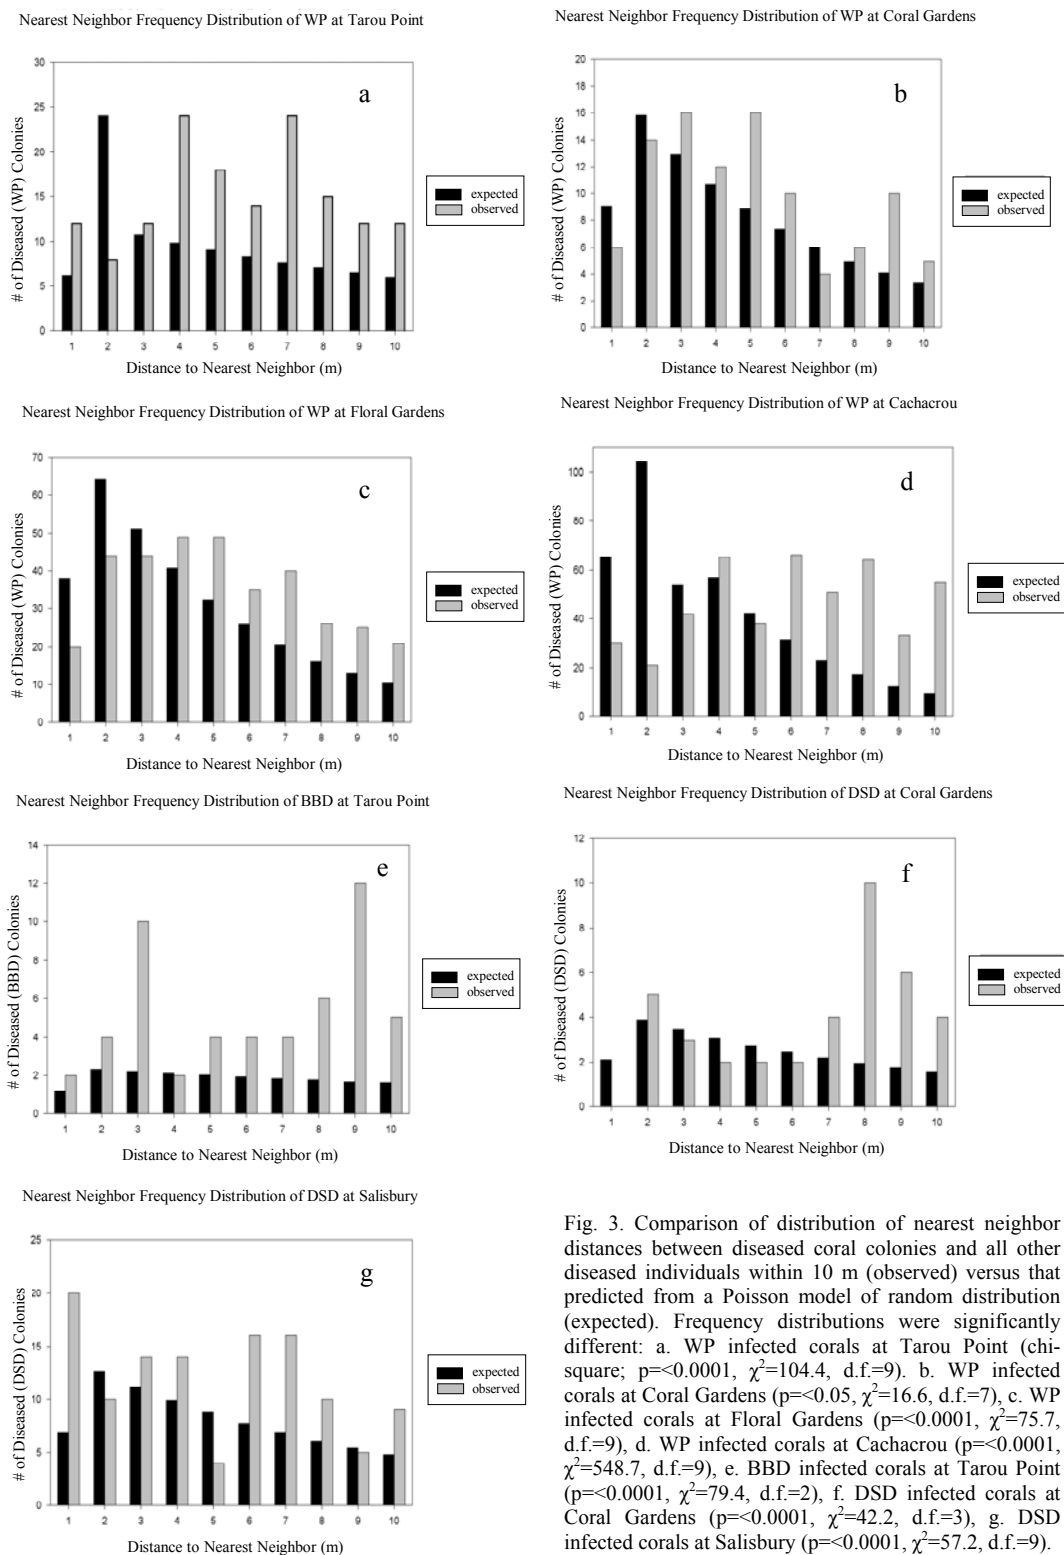 Nearest Neighbor Frequency Distribution of WP at Tarou Point
30
25
20
15
10
5
0
# of Diseased (WP) Colonies
a
expected
observed
1 2 3 4 5 6 7 8 9 10
Distance to Nearest Neighbor (m)
Nearest Neighbor Frequency Distribution of WP at Coral Gardens
20
18
16
14
12
10
8
6
4
2
0
# of Diseased (WP) Colonies
b
expected
observed
1 2 3 4 5 6 7 8 9 10
Distance to Nearest Neighbor (m)
Nearest Neighbor Frequency Distribution of WP at Floral Gardens
70
60
50
40
30
20
10
0
# of Diseased (WP) Colonies
c
expected
observed
1 2 3 4 5 6 7 8 9 10
Distance to Nearest Neighbor (m)
Nearest Neighbor Frequency Distribution of WP at Cachacrou
100
80
60
40
20
0
# of Diseased (WP) Colonies
d
expected
observed
1 2 3 4 5 6 7 8 9 10
Distance to Nearest Neighbor (m)
Nearest Neighbor Frequency Distribution of BBD at Tarou Point
14
12
10
8
6
4
2
0
# of Diseased (BBD) Colonies
e
expected
observed
1 2 3 4 5 6 7 8 9 10
Distance to Nearest Neighbor (m)
Nearest Neighbor Frequency Distribution of DSD at Coral Gardens
12
10
8
6
4
2
0
# of Diseased (DSD) Colonies
f
expected
observed
1 2 3 4 5 6 7 8 9 10
Distance to Nearest Neighbor (m)
Nearest Neighbor Frequency Distribution of DSD at Salisbury
25
20
15
10
5
0
# of Diseased (DSD) Colonies
g
expected
observed
1 2 3 4 5 6 7 8 9 10
Distance to Nearest Neighbor (m)
Fig. 3. Comparison of distribution of nearest neighbor
distances between diseased coral colonies and all other
diseased individuals within 10 m (observed) versus that
predicted from a Poisson model of random distribution
(expected). Frequency distributions were significantly
different: a. WP infected corals at Tarou Point (chi-
square; p=<0.0001, χ²=104.4, d.f.=9). b. WP infected
corals at Coral Gardens (p=<0.05, χ²=16.6, d.f.=7), c. WP
infected corals at Floral Gardens (p=<0.0001, χ²=75.7,
d.f.=9), d. WP infected corals at Cachacrou (p=<0.0001,
χ²=548.7, d.f.=9), e. BBD infected corals at Tarou Point
(p=<0.0001, χ²=79.4, d.f.=2), f. DSD infected corals at
Coral Gardens (p=<0.0001, χ²=42.2, d.f.=3), g. DSD
infected corals at Salisbury (p=<0.0001, χ²=57.2, d.f.=9).